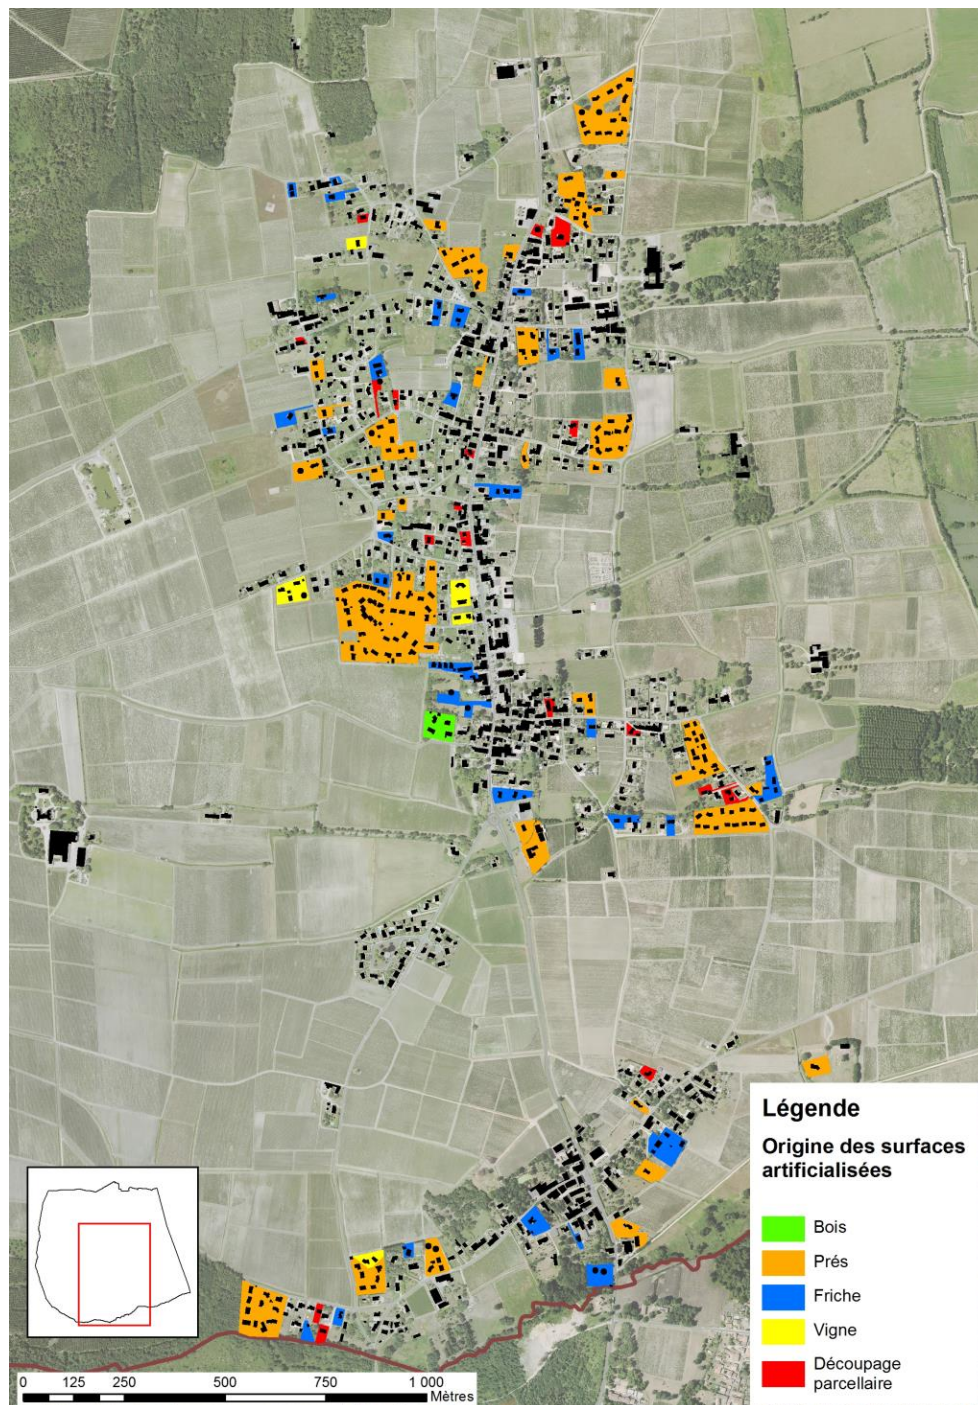 Légende
Origine des surfaces
artificialisées
Bois
Prés
Friche
Vigne
Découpage
parcellaire
0 125 250 500 750 1 000
Mètres